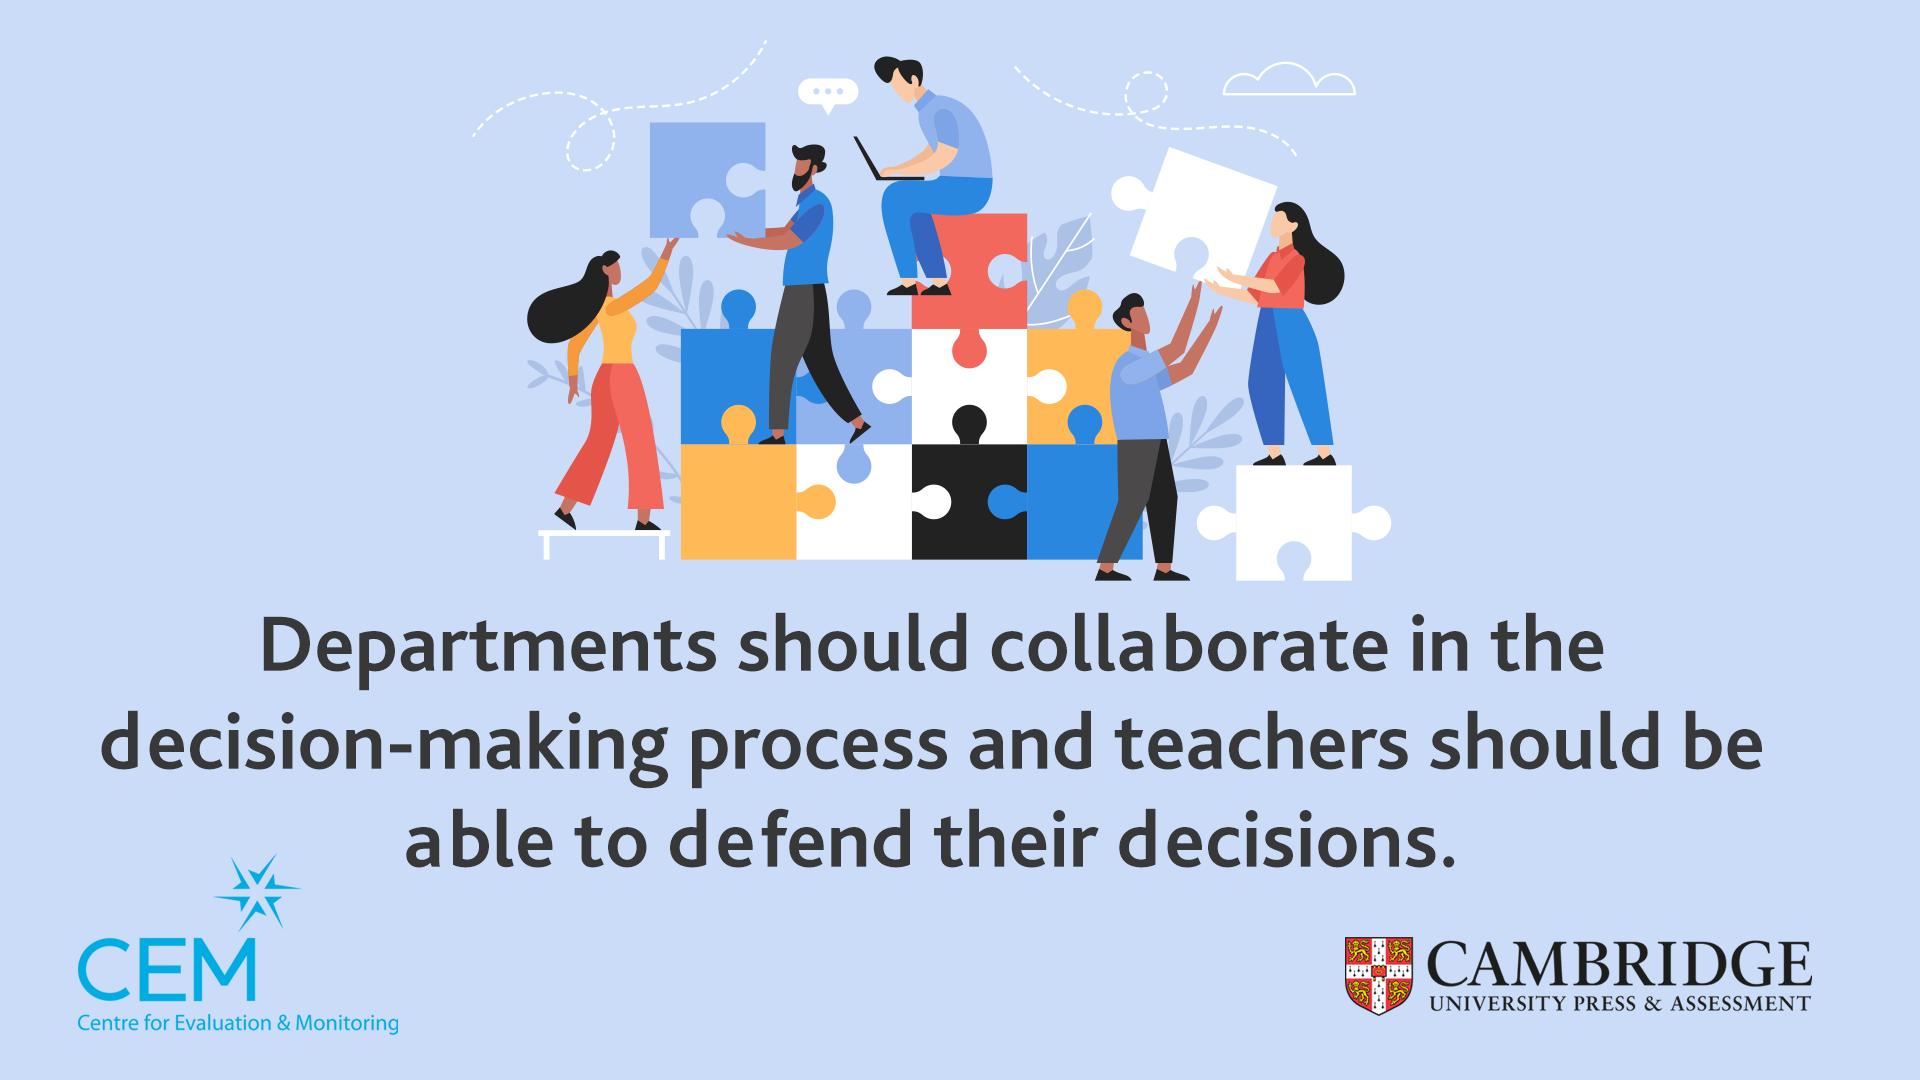 Departments should collaborate in the
decision-making process and teachers should be
able to defend their decisions.
CEM
Centre for Evaluation & Monitoring
CAMBRIDGE
UNIVERSITY PRESS & ASSESSMENT